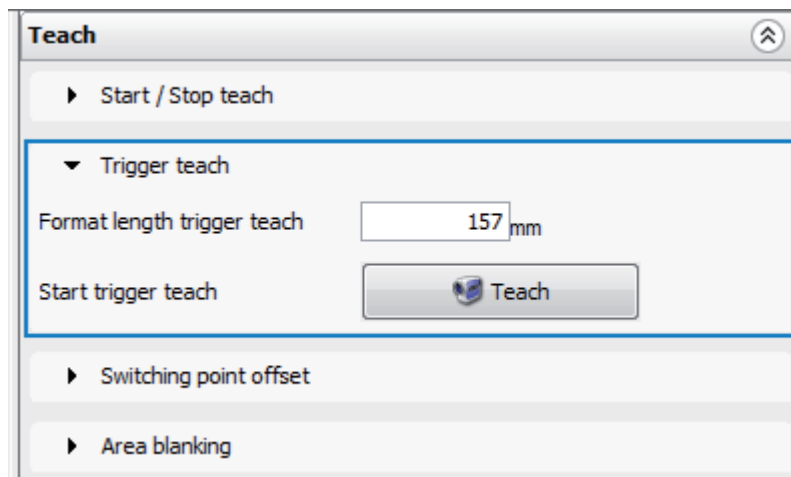 Teach
Start / Stop teach
Trigger teach
Format length trigger teach 157 mm
Start trigger teach Teach
Switching point offset
Area blanking